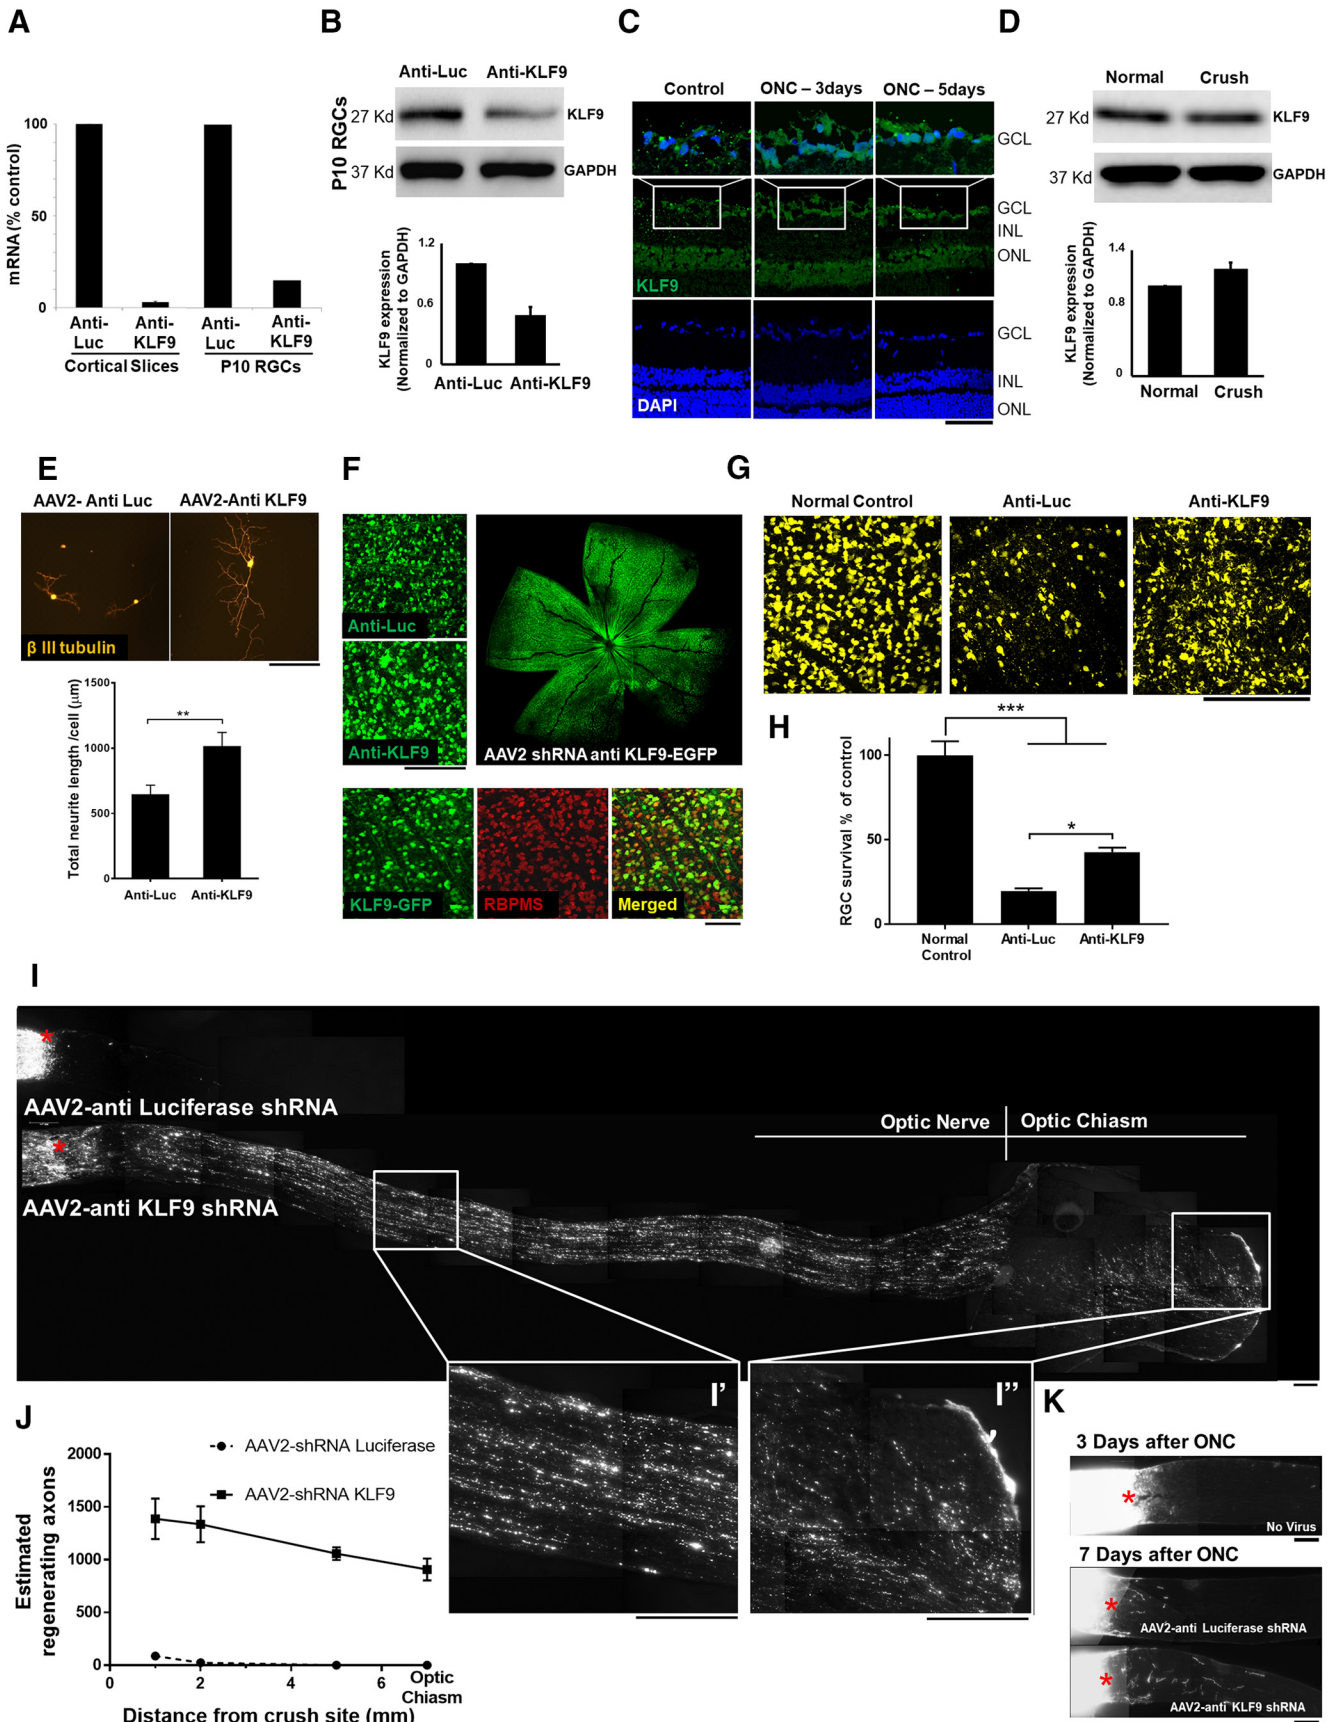 A
100
50
0
mRNA (% control)
Anti-
Luc
Anti-
KLF9
Anti-
Luc
Anti-
KLF9
Cortical Slices
P10 RGCs
B
P10 RGCs
Anti-Luc Anti-KLF9
27 Kd
KLF9
37 Kd
GAPDH
KLF9 expression
(Normalized to GAPDH)
1.2
0.6
0
Anti-Luc Anti-KLF9
C
Control ONC – 3days ONC – 5days
GCL
GCL
INL
ONL
KLF9
GCL
INL
ONL
DAPI
D
Normal Crush
27 Kd
KLF9
37 Kd
GAPDH
KLF9 expression
(Normalized to GAPDH)
1.4
0.8
0
Normal Crush
E
AAV2- Anti Luc AAV2-Anti KLF9
β III tubulin
Total neurite length /cell (μm)
1500
1000
500
0
**
Anti-Luc Anti-KLF9
F
Anti-Luc
Anti-KLF9
AAV2 shRNA anti KLF9-EGFP
KLF9-GFP
RBPMS
Merged
G
Normal Control Anti-Luc Anti-KLF9
H
RGC survival % of control
100
50
0
***
*
Normal
Control
Anti-Luc
Anti-KLF9
I
*
AAV2-anti Luciferase shRNA
*
AAV2-anti KLF9 shRNA
Optic Nerve Optic Chiasm
I'
I''
J
Estimated
regenerating axons
2000
1500
1000
500
0
AAV2-shRNA Luciferase
AAV2-shRNA KLF9
0 2 4 6
Optic
Chiasm
Distance from crush site (mm)
K
3 Days after ONC
*
No Virus
7 Days after ONC
*
AAV2-anti Luciferase shRNA
*
AAV2-anti KLF9 shRNA